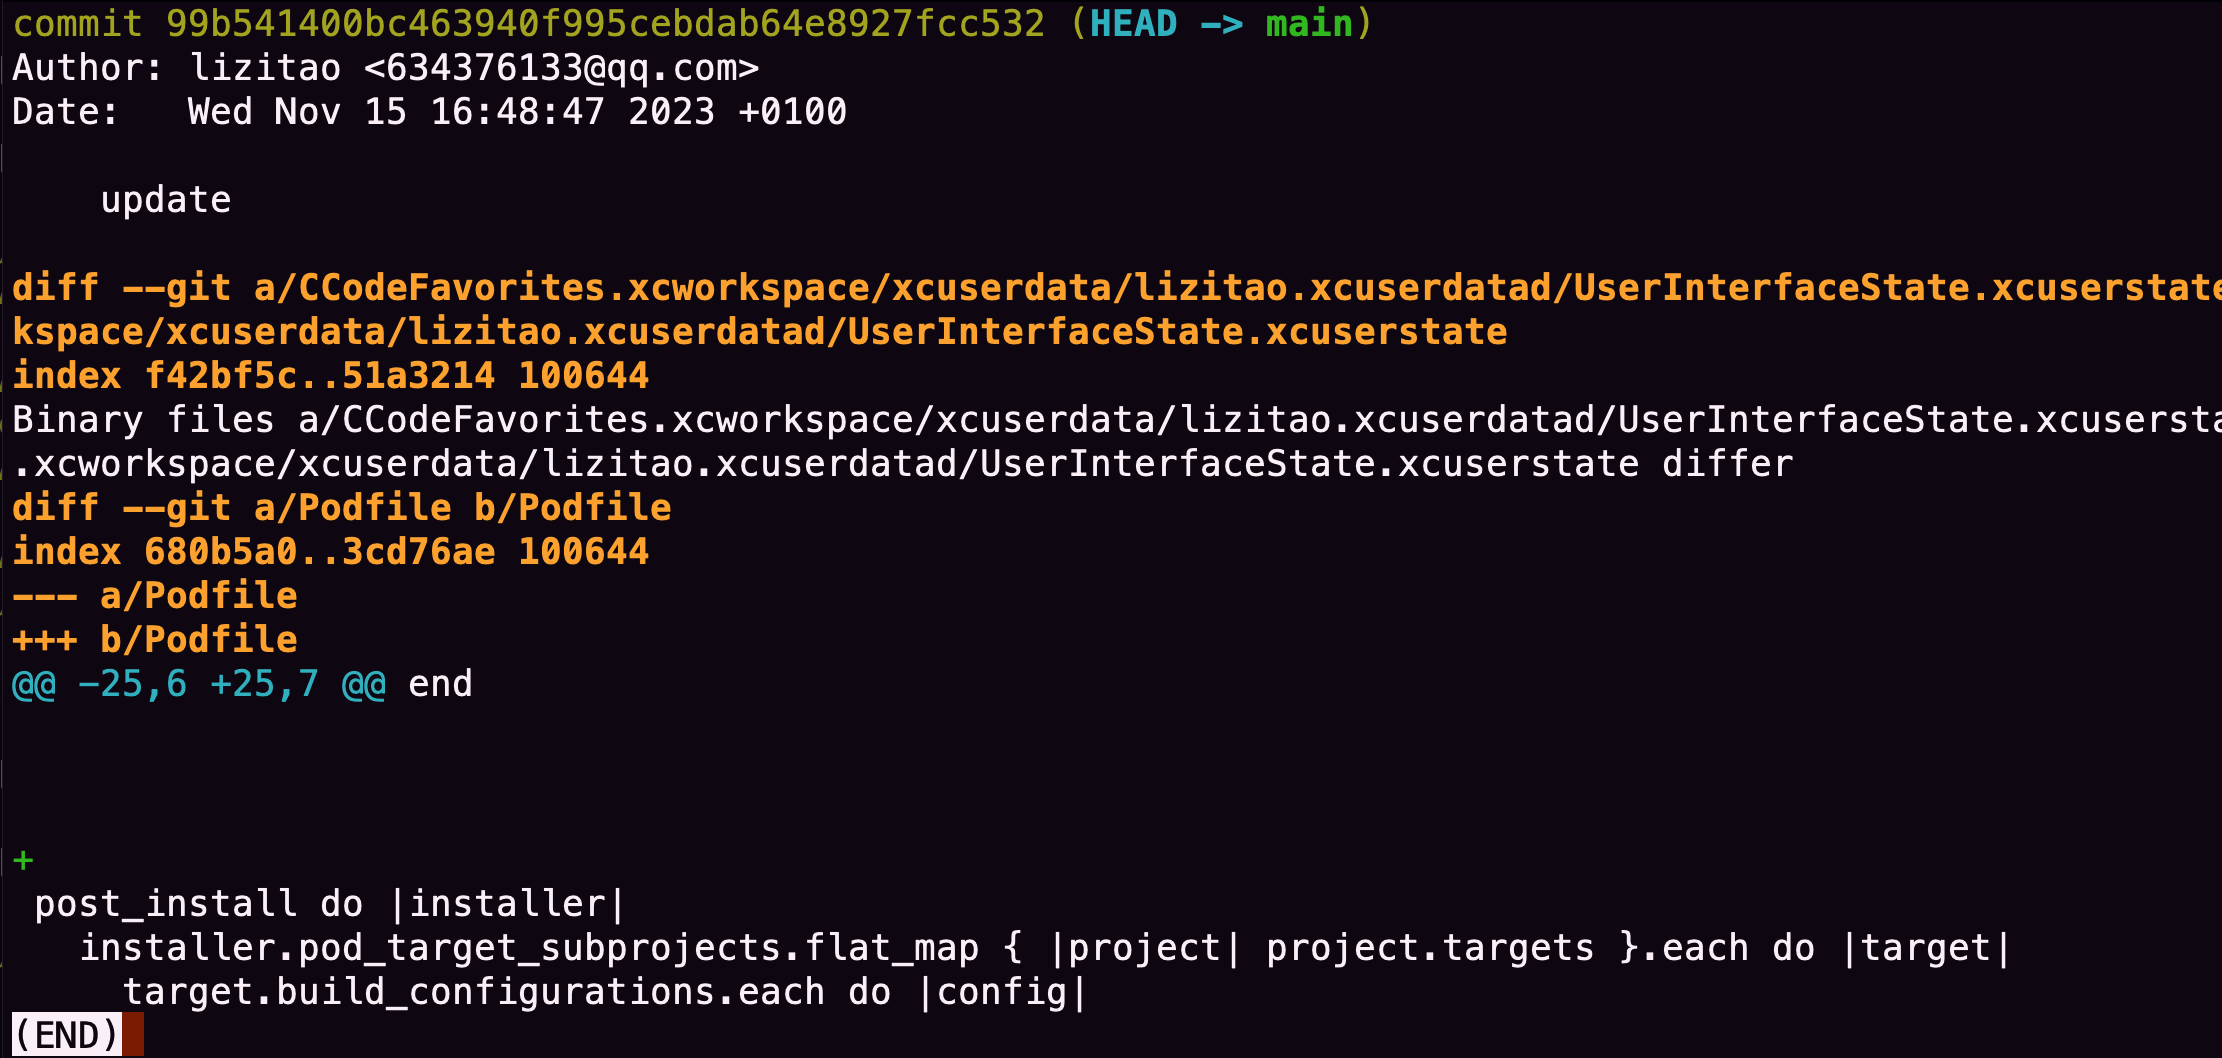 commit 99b541400bc463940f995cebdab64e8927fcc532 (HEAD -> main)
Author: lizitao <634376133@qq.com>
Date:   Wed Nov 15 16:48:47 2023 +0100
    update
diff --git a/CCodeFavorites.xcworkspace/xcuserdata/lizitao.xcuserdatad/UserInterfaceState.xcuserstate
kspace/xcuserdata/lizitao.xcuserdatad/UserInterfaceState.xcuserstate
index f42bf5c..51a3214 100644
Binary files a/CCodeFavorites.xcworkspace/xcuserdata/lizitao.xcuserdatad/UserInterfaceState.xcusersta
.xcworkspace/xcuserdata/lizitao.xcuserdatad/UserInterfaceState.xcuserstate differ
diff --git a/Podfile b/Podfile
index 680b5a0..3cd76ae 100644
--- a/Podfile
+++ b/Podfile
@@ -25,6 +25,7 @@ end
+
 post_install do |installer|
   installer.pod_target_subprojects.flat_map { |project| project.targets }.each do |target|
     target.build_configurations.each do |config|
(END)